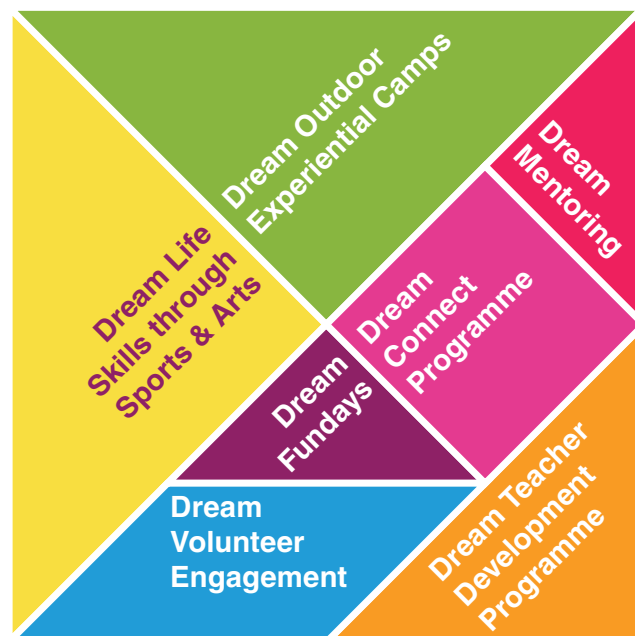 Dream Outdoor
Experiential Camps
Dream
Mentoring
Dream Life
Skills through
Sports & Arts
Dream
Connect
Programme
Dream
Fundays
Dream
Volunteer
Engagement
Dream Teacher
Development
Programme